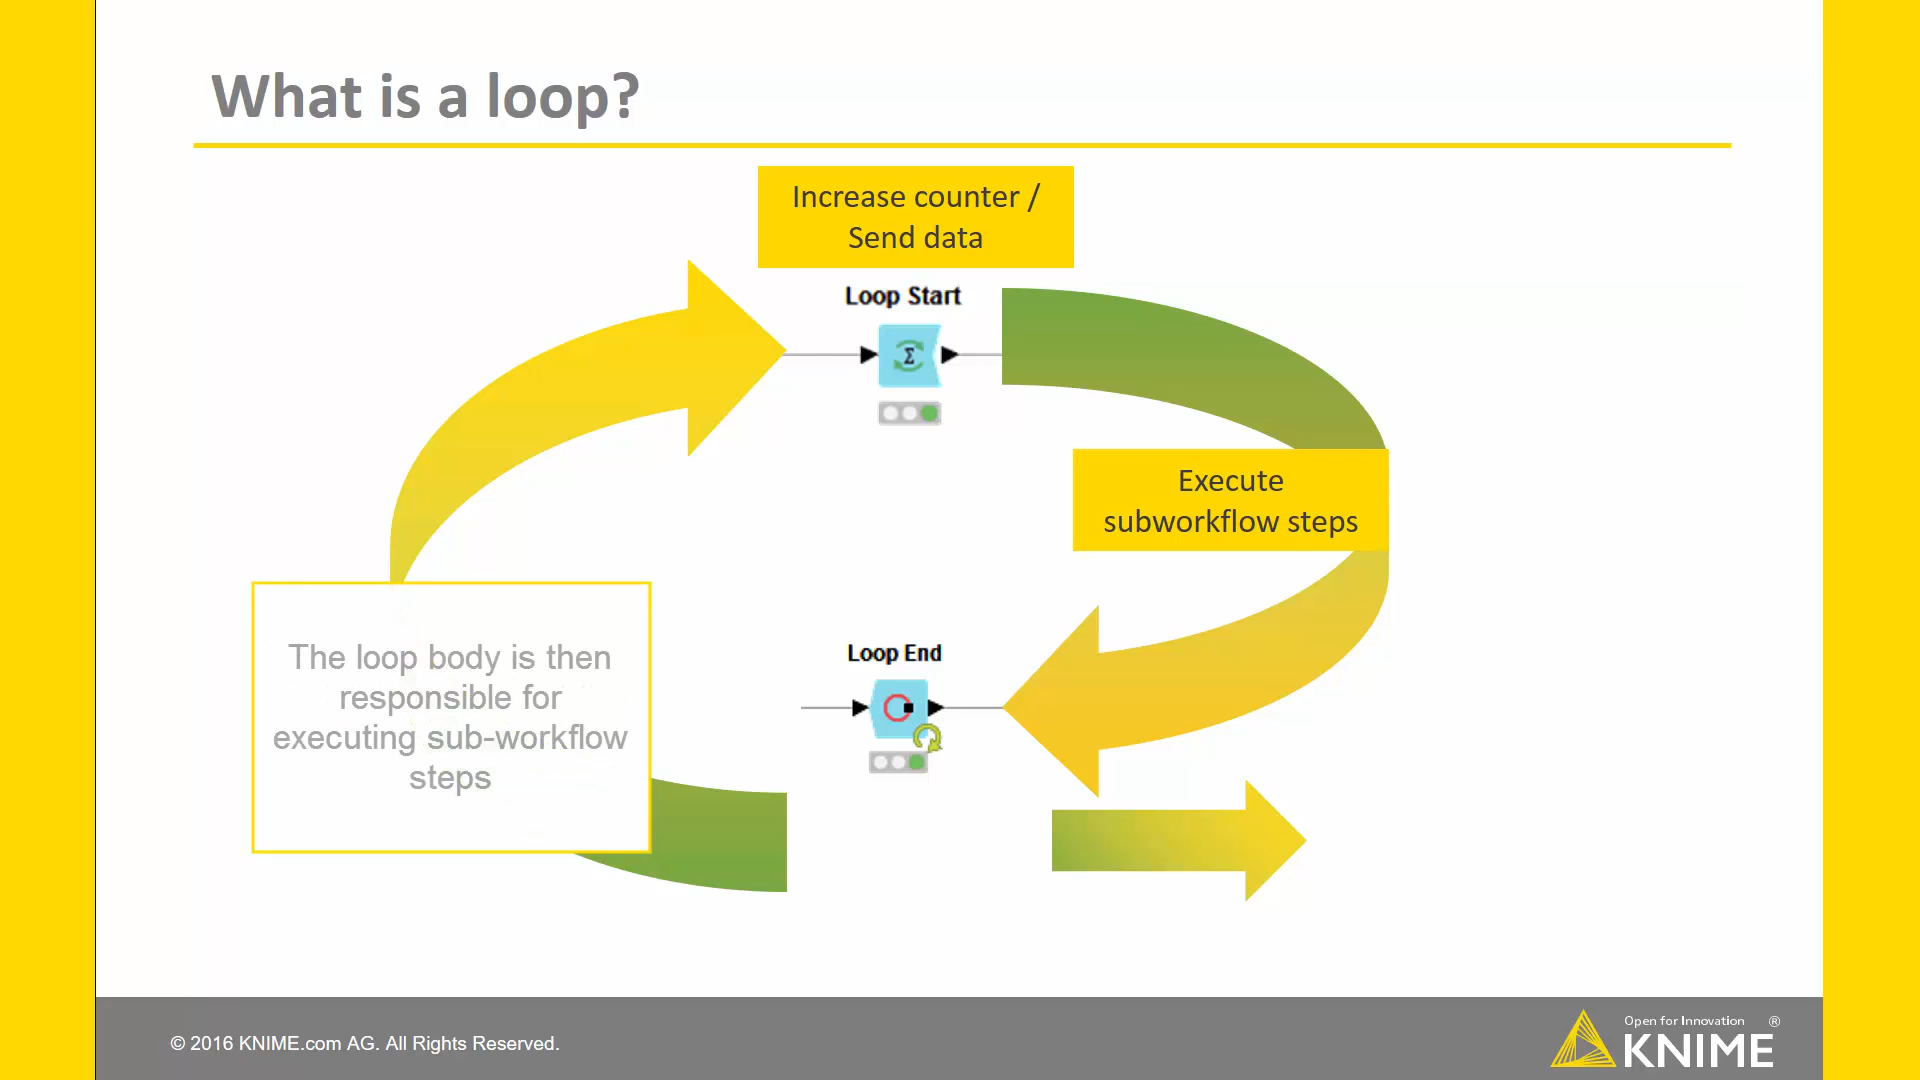 What is a loop?
Increase counter /
Send data
Loop Start
Σ
Execute
subworkflow steps
The loop body is then
responsible for
executing sub-workflow
steps
Loop End
© 2016 KNIME.com AG. All Rights Reserved.
Open for Innovation ®
KNIME